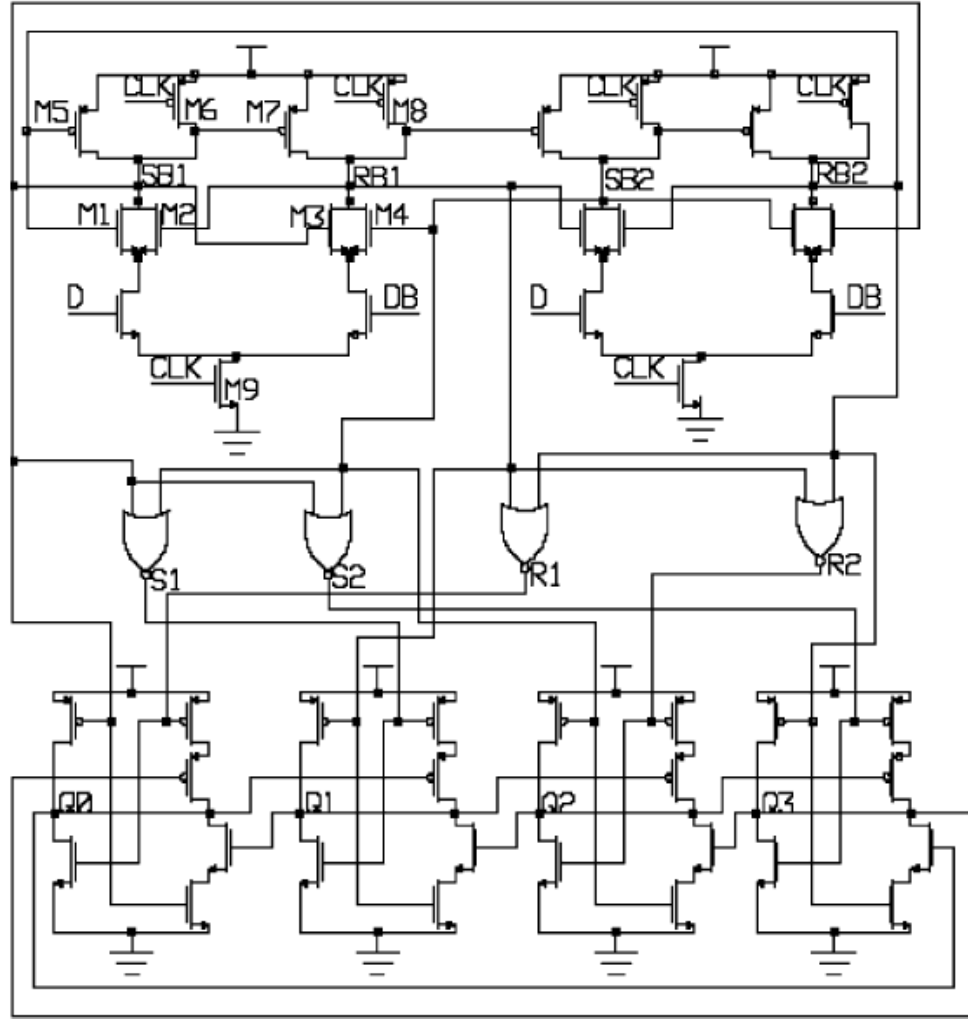 CLK CLK CLK CLK
M5 M6 M7 M8
SB1 RB1 SB2 RB2
M1 M2 M3 M4
D DB D DB
CLK M9 CLK
S1 S2 R1 R2
Q0 Q1 Q2 Q3